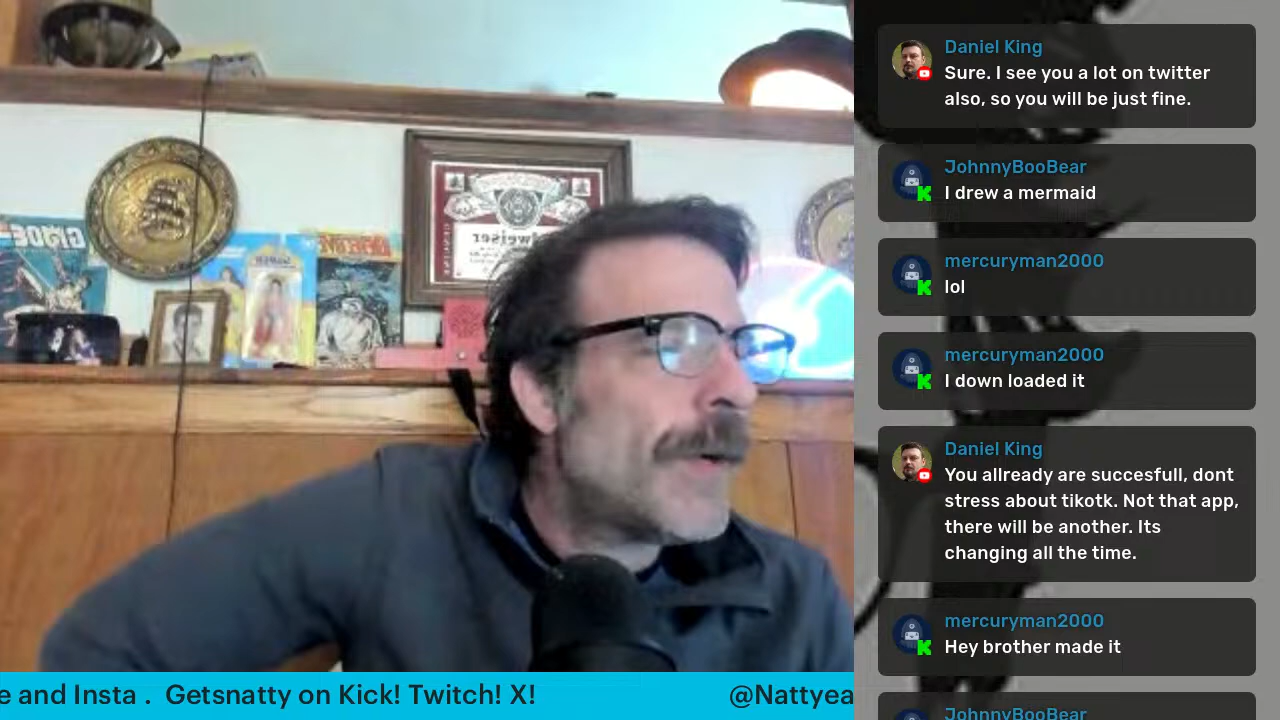 Daniel King
Sure. I see you a lot on twitter
also, so you will be just fine.
JohnnyBooBear
I drew a mermaid
mercuryman2000
lol
mercuryman2000
I down loaded it
Daniel King
You allready are succesfull, dont
stress about tikotk. Not that app,
there will be another. Its
changing all the time.
mercuryman2000
Hey brother made it
JohnnyBooBear
GIJOE
weiser
e and Insta .  Getsnatty on Kick! Twitch! X!
@Nattyea